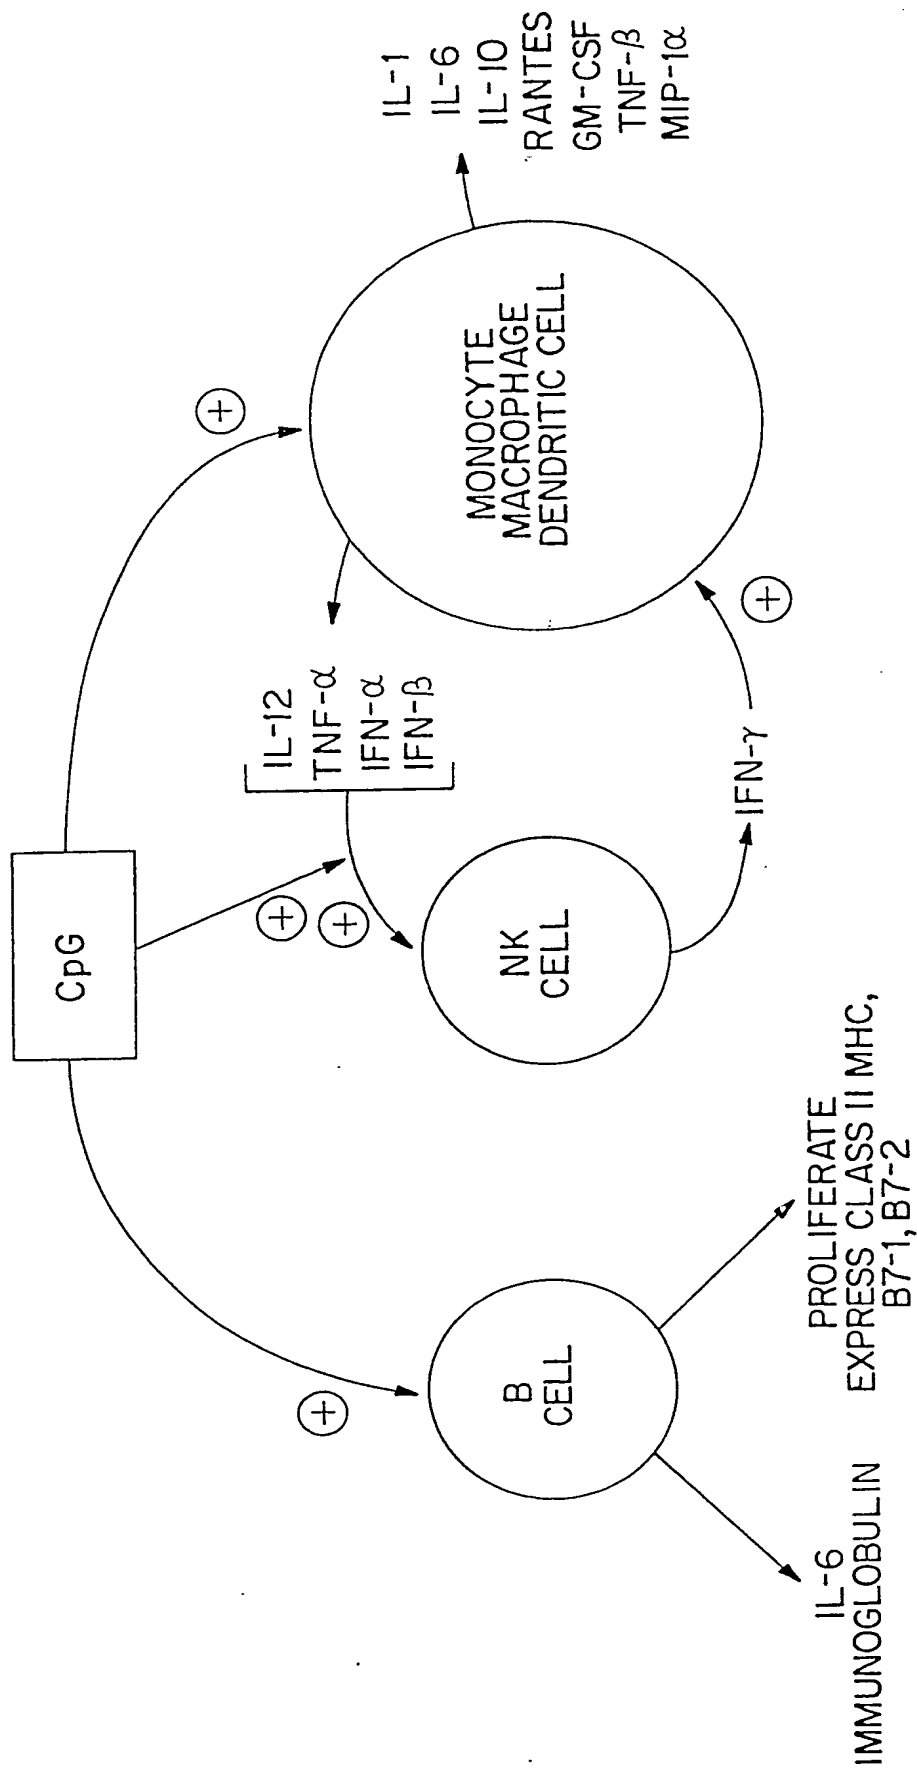 CpG
+
+
+
+
+
IL-12
TNF-α
IFN-α
IFN-β
IL-1
IL-6
IL-10
RANTES
GM-CSF
TNF-β
MIP-1α
MONOCYTE
MACROPHAGE
DENDRITIC CELL
NK
CELL
B
CELL
IFN-γ
IL-6
IMMUNOGLOBULIN
PROLIFERATE
EXPRESS CLASS II MHC,
B7-1, B7-2